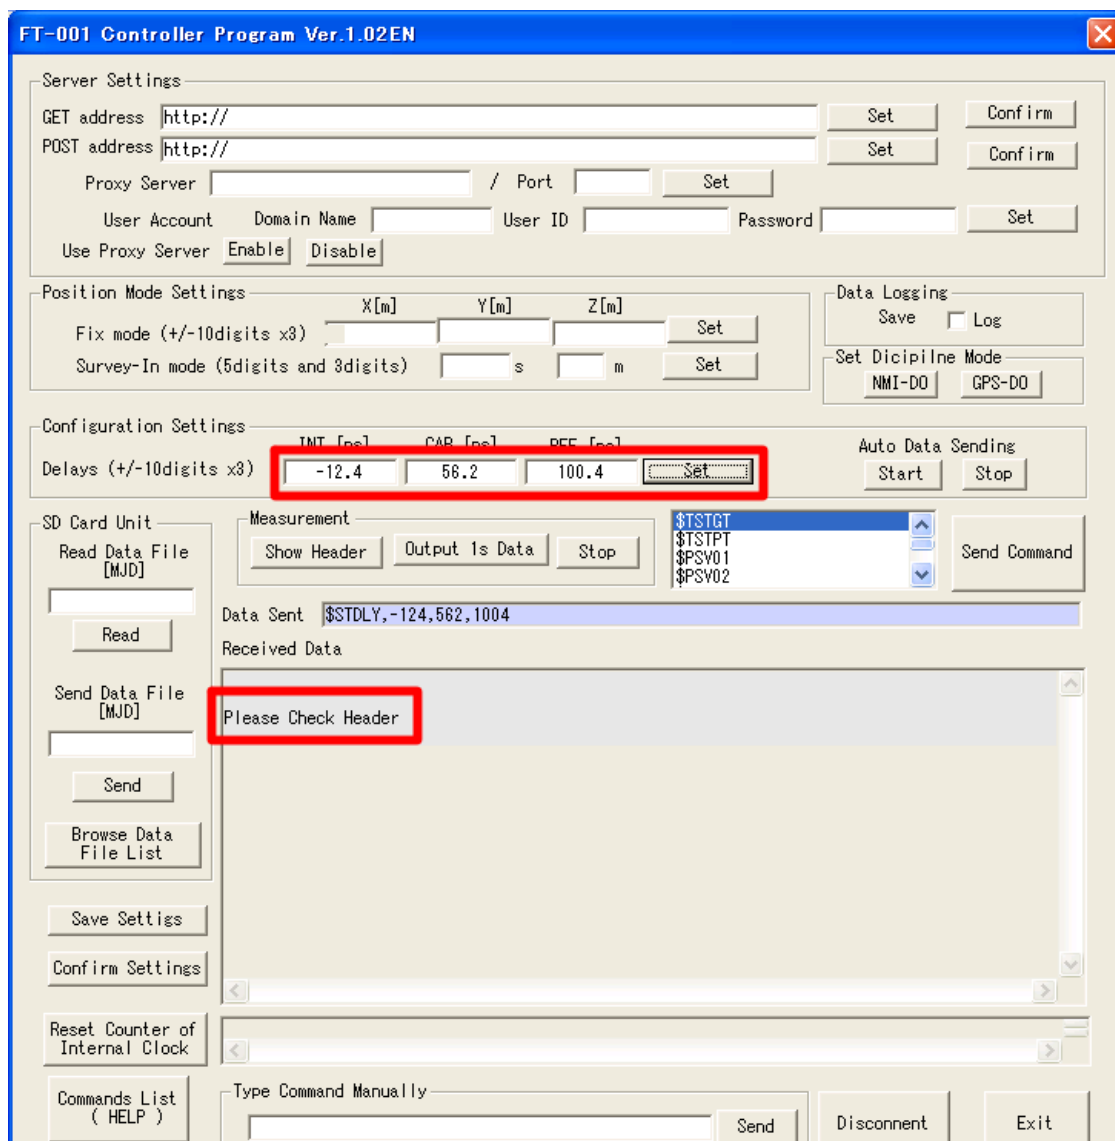 FT-001 Controller Program Ver.1.02EN
Server Settings
GET address http:// Set Confirm
POST address http:// Set Confirm
Proxy Server / Port Set
User Account Domain Name User ID Password Set
Use Proxy Server Enable Disable
Position Mode Settings
X[m] Y[m] Z[m]
Fix mode (+/-10digits x3) Set
Survey-In mode (5digits and 3digits) s m Set
Data Logging
Save Log
Set Dicipilne Mode
NMI-DO GPS-DO
Configuration Settings
INT [ns] CAB [ns] REF [ns]
Delays (+/-10digits x3) -12.4 56.2 100.4 Set
Auto Data Sending
Start Stop
SD Card Unit
Read Data File
[MJD]
Read
Send Data File
[MJD]
Send
Browse Data
File List
Measurement
Show Header Output 1s Data Stop
$TSTGT
$TSTPT
$PSV01
$PSV02
Send Command
Data Sent $STDLY,-124,562,1004
Received Data
Please Check Header
Save Settigs
Confirm Settings
Reset Counter of
Internal Clock
Commands List
( HELP )
Type Command Manually
Send
Disconnent
Exit